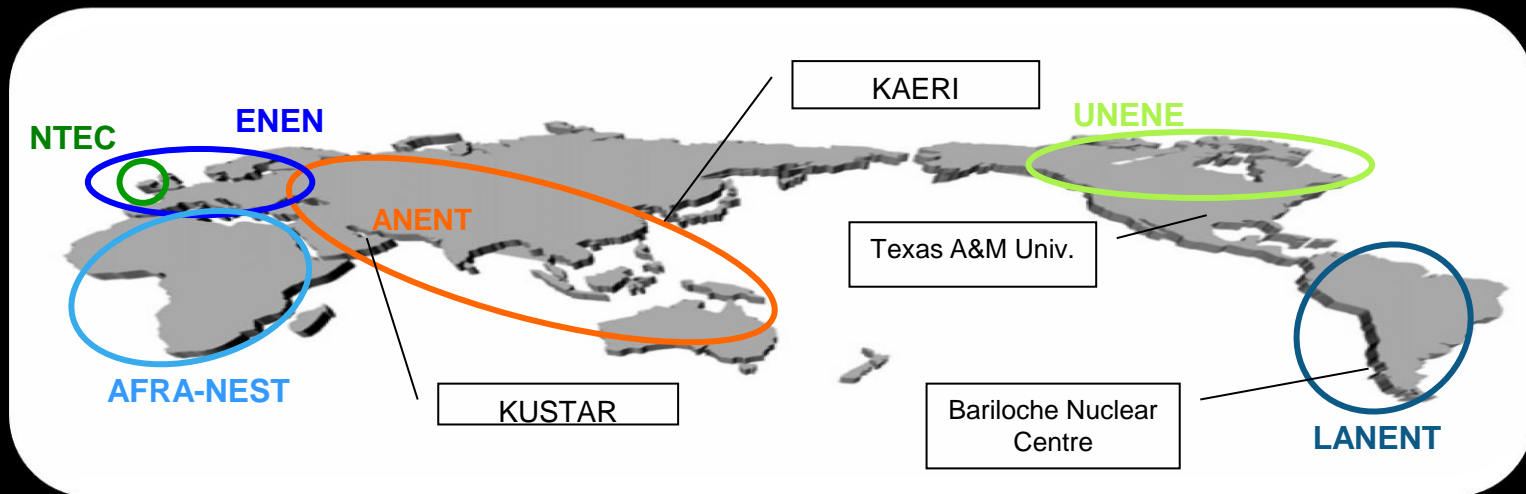 KAERI
UNENE
ENEN
NTEC
ANENT
Texas A&M Univ.
AFRA-NEST
KUSTAR
Bariloche Nuclear
Centre
LANENT